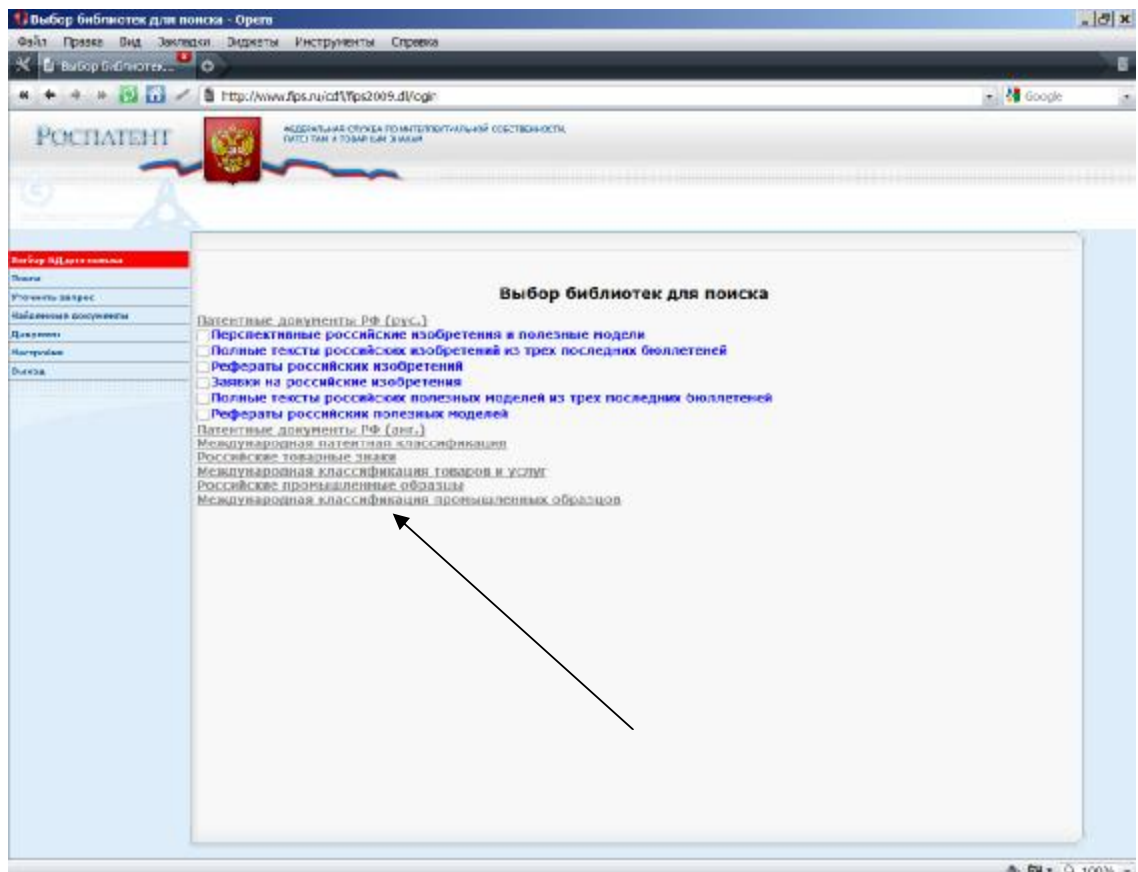 Выбор библиотек для поиска - Opera
Файл Правка Вид Закладки Виджеты Инструменты Справка
Выбор библиотек...
http://www.fips.ru/cdfi/fips2009.dll/login
Google
РОСПАТЕНТ
ФЕДЕРАЛЬНАЯ СЛУЖБА ПО ИНТЕЛЛЕКТУАЛЬНОЙ СОБСТВЕННОСТИ,
ПАТЕНТАМ И ТОВАРНЫМ ЗНАКАМ
Выбор БД для поиска
Поиск
Уточнить запрос
Найденные документы
Документ
Настройки
Выход
Выбор библиотек для поиска
Патентные документы РФ (рус.)
Перспективные российские изобретения и полезные модели
Полные тексты российских изобретений из трех последних бюллетеней
Рефераты российских изобретений
Заявки на российские изобретения
Полные тексты российских полезных моделей из трех последних бюллетеней
Рефераты российских полезных моделей
Патентные документы РФ (анг.)
Международная патентная классификация
Российские товарные знаки
Международная классификация товаров и услуг
Российские промышленные образцы
Международная классификация промышленных образцов
100%